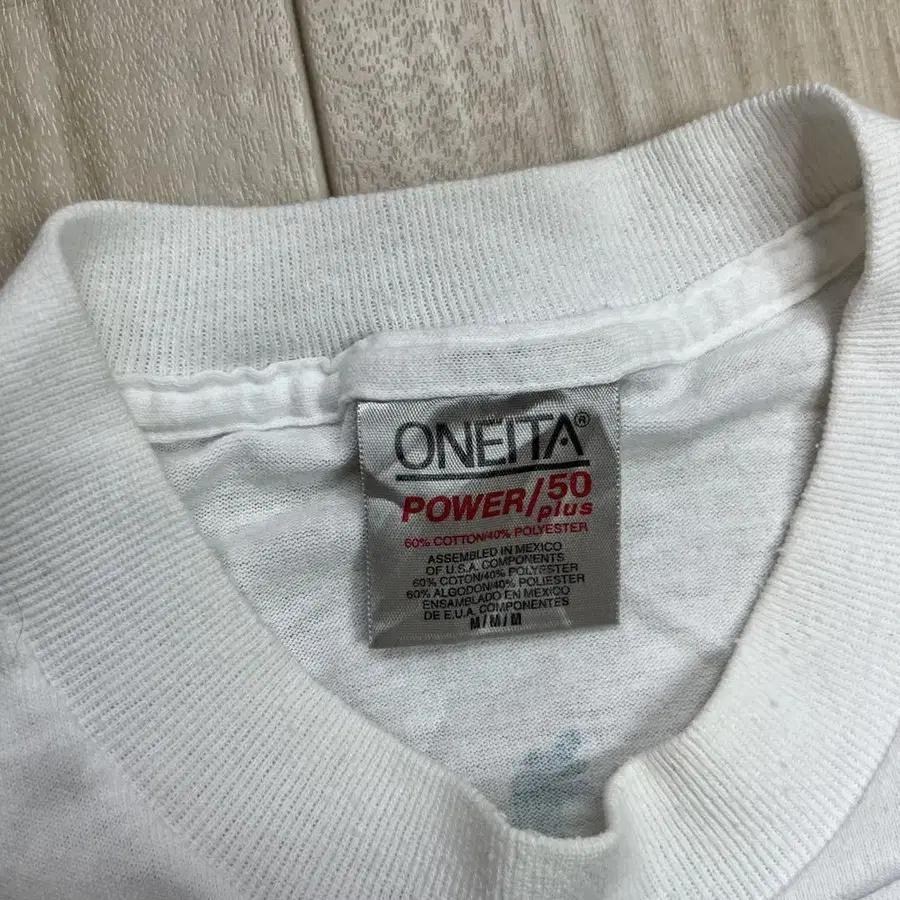 ONEITA®
POWER/50
plus
60% COTTON/40% POLYESTER
ASSEMBLED IN MEXICO
OF U.S.A. COMPONENTS
60% COTON/40% POLYESTER
60% ALGODON/40% POLIESTER
ENSAMBLADO EN MEXICO
DE E.U.A. COMPONENTES
M/M/M